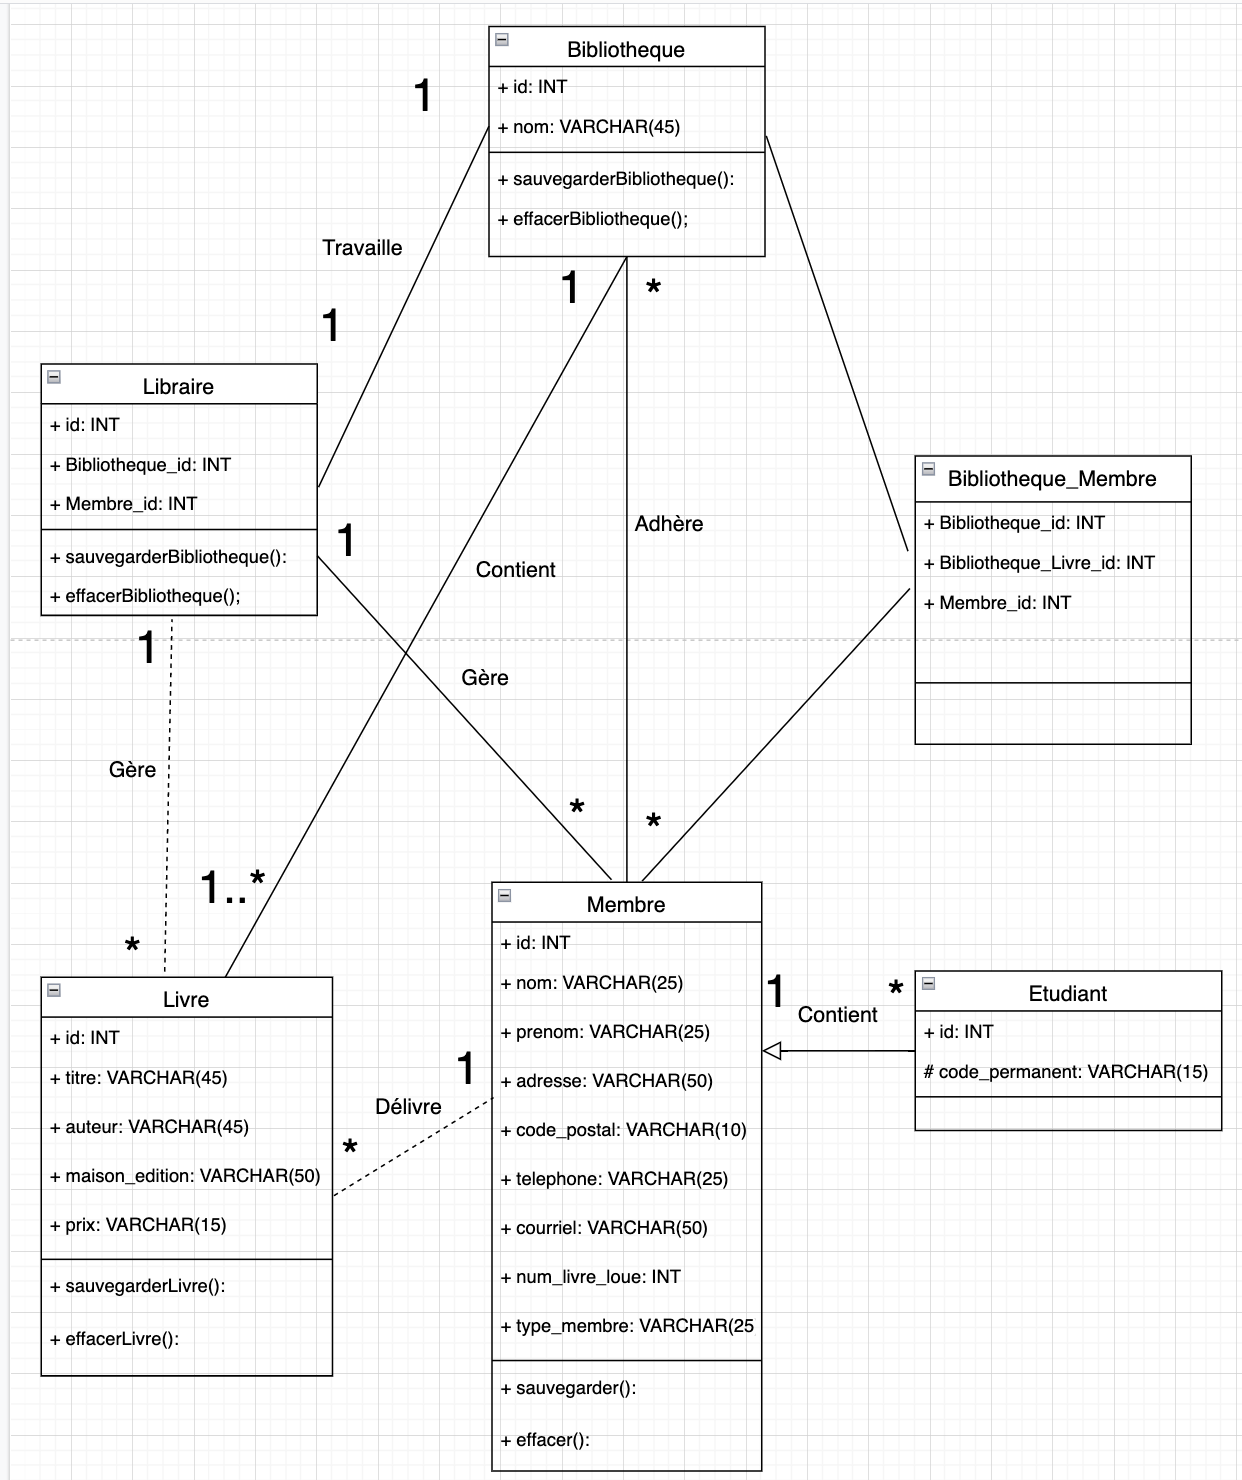 Bibliotheque
+ id: INT
+ nom: VARCHAR(45)
+ sauvegarderBibliotheque():
+ effacerBibliotheque();
1
Travaille
1
1
*
Libraire
+ id: INT
+ Bibliotheque_id: INT
+ Membre_id: INT
+ sauvegarderBibliotheque():
+ effacerBibliotheque();
1
1
Contient
Adhère
Bibliotheque_Membre
+ Bibliotheque_id: INT
+ Bibliotheque_Livre_id: INT
+ Membre_id: INT
Gère
Gère
*
*
1..*
*
Livre
+ id: INT
+ titre: VARCHAR(45)
+ auteur: VARCHAR(45)
+ maison_edition: VARCHAR(50)
+ prix: VARCHAR(15)
+ sauvegarderLivre():
+ effacerLivre():
1
Délivre
*
Membre
+ id: INT
+ nom: VARCHAR(25)
+ prenom: VARCHAR(25)
+ adresse: VARCHAR(50)
+ code_postal: VARCHAR(10)
+ telephone: VARCHAR(25)
+ courriel: VARCHAR(50)
+ num_livre_loue: INT
+ type_membre: VARCHAR(25
+ sauvegarder():
+ effacer():
1
*
Contient
Etudiant
+ id: INT
# code_permanent: VARCHAR(15)